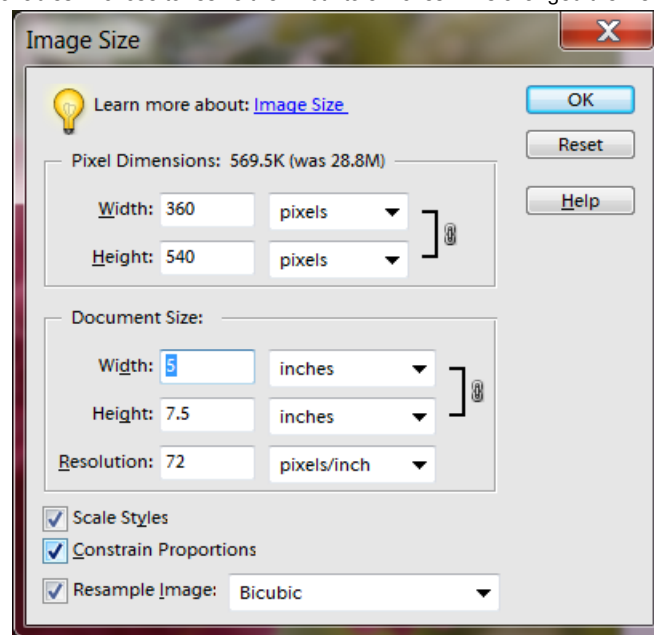 Image Size
X
Learn more about: Image Size
OK
Reset
Help
Pixel Dimensions: 569.5K (was 28.8M)
Width: 360 pixels
Height: 540 pixels
Document Size:
Width: 5 inches
Height: 7.5 inches
Resolution: 72 pixels/inch
Scale Styles
Constrain Proportions
Resample Image: Bicubic